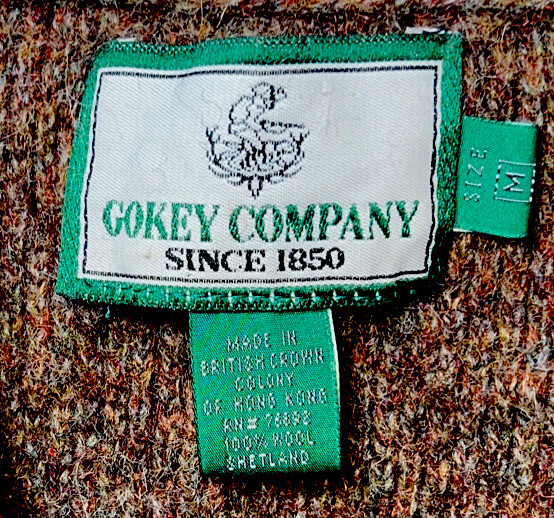 GOKEY COMPANY
SINCE 1850
SIZE
M
MADE IN
BRITISH CROWN
COLONY
OF HONG KONG
RN# 76692
100% WOOL
SHETLAND